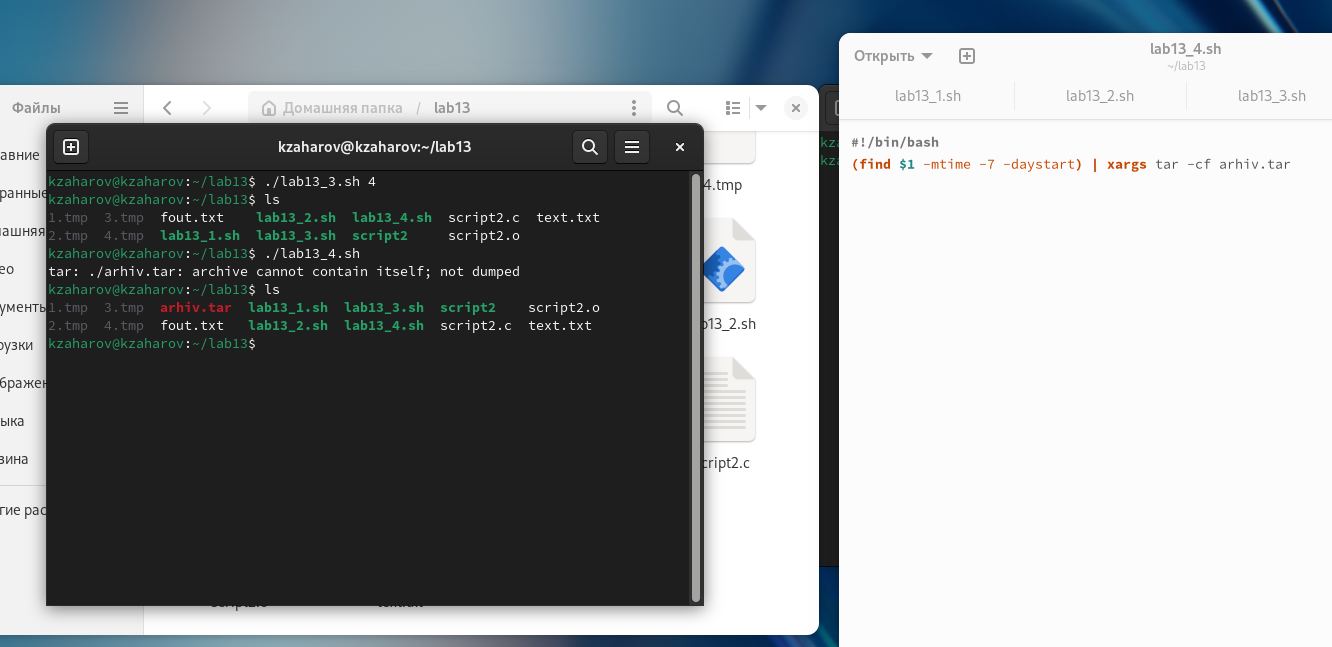 Файлы
Домашняя папка / lab13
kzaharov@kzaharov:~/lab13
kzaharov@kzaharov:~/lab13$ ./lab13_3.sh 4
kzaharov@kzaharov:~/lab13$ ls
1.tmp 3.tmp fout.txt lab13_2.sh lab13_4.sh script2.c text.txt
2.tmp 4.tmp lab13_1.sh lab13_3.sh script2 script2.o
kzaharov@kzaharov:~/lab13$ ./lab13_4.sh
tar: ./arhiv.tar: archive cannot contain itself; not dumped
kzaharov@kzaharov:~/lab13$ ls
1.tmp 3.tmp arhiv.tar lab13_1.sh lab13_3.sh script2 script2.o
2.tmp 4.tmp fout.txt lab13_2.sh lab13_4.sh script2.c text.txt
kzaharov@kzaharov:~/lab13$
4.tmp
b13_2.sh
cript2.c
Открыть
lab13_4.sh
~/lab13
lab13_1.sh lab13_2.sh lab13_3.sh
#!/bin/bash
(find $1 -mtime -7 -daystart) | xargs tar -cf arhiv.tar